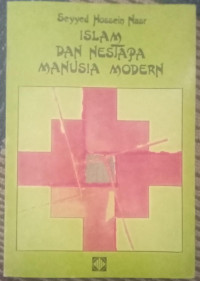 Seyyed Hossein Nasr
ISLAM
DAN NESTAPA
MANUSIA MODERN